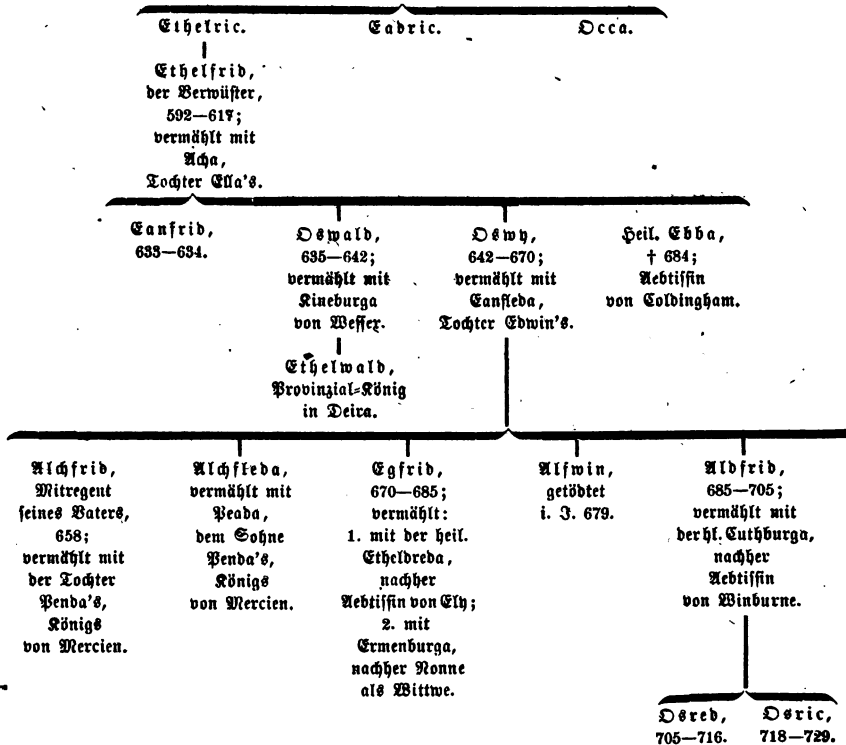 Ethelric.
Eadric.
Occa.
Ethelfrid,
der Verwüster,
592—617;
vermählt mit
Acha,
Tochter Ella's.
Eanfrid,
633—634.
Oswald,
635—642;
vermählt mit
Kineburga
von Wessex.
Ethelwald,
Provinzial-König
in Deira.
Oswy,
642—670;
vermählt mit
Eanfleda,
Tochter Edwin's.
Heil. Ebba,
† 684;
Aebtissin
von Coldingham.
Alchfrid,
Mitregent
seines Vaters,
658;
vermählt mit
der Tochter
Penda's,
Königs
von Mercien.
Alchfleda,
vermählt mit
Peada,
dem Sohne
Penda's,
Königs
von Mercien.
Egfrid,
670—685;
vermählt:
1. mit der heil.
Etheldreda,
nachher
Aebtissin von Ely;
2. mit
Ermenburga,
nachher Nonne
als Wittwe.
Alfwin,
getödtet
i. J. 679.
Aldfrid,
685—705;
vermählt mit
der hl. Cuthburga,
nachher
Aebtissin
von Winburne.
Osred,
705—716.
Osric,
718—729.